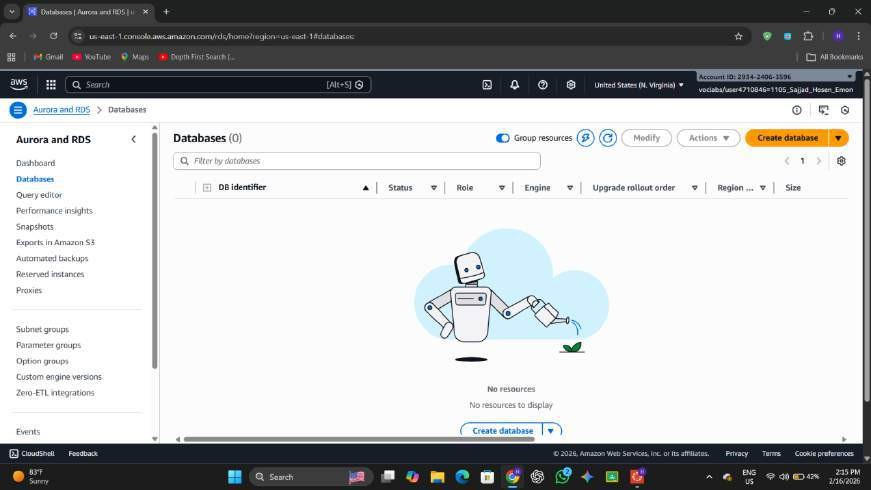 Databases | Aurora and RDS | u
us-east-1.console.aws.amazon.com/rds/home?region=us-east-1#databases:
Gmail YouTube Maps Depth First Search (... All Bookmarks
aws Search [Alt+S] United States (N. Virginia) Account ID: 2934-2406-3596
voclabs/user4710846=1105_Sajjad_Hosen_Emon
Aurora and RDS > Databases
Aurora and RDS
Dashboard
Databases
Query editor
Performance insights
Snapshots
Exports in Amazon S3
Automated backups
Reserved instances
Proxies
Subnet groups
Parameter groups
Option groups
Custom engine versions
Zero-ETL integrations
Events
Databases (0) Group resources Modify Actions Create database
Filter by databases 1
DB identifier Status Role Engine Upgrade rollout order Region ... Size
No resources
No resources to display
Create database
CloudShell Feedback © 2026, Amazon Web Services, Inc. or its affiliates. Privacy Terms Cookie preferences
83°F
Sunny
Search
2
ENG
US
42%
2:15 PM
2/16/2026